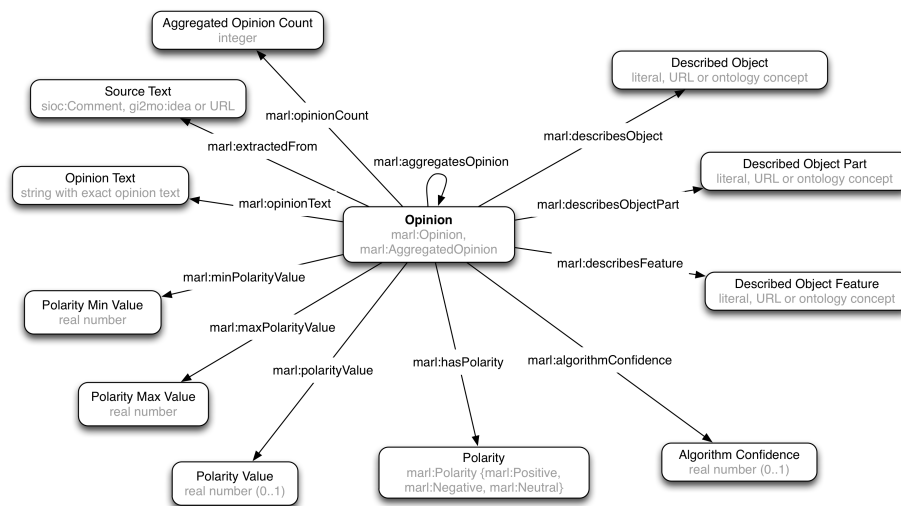 Aggregated Opinion Count
integer
Described Object
literal, URL or ontology concept
Source Text
sioc:Comment, gi2mo:idea or URL
marl:opinionCount
marl:describesObject
marl:extractedFrom
marl:aggregatesOpinion
Described Object Part
literal, URL or ontology concept
Opinion Text
string with exact opinion text
marl:opinionText
marl:describesObjectPart
Opinion
marl:Opinion,
marl:AggregatedOpinion
marl:describesFeature
marl:minPolarityValue
Described Object Feature
literal, URL or ontology concept
Polarity Min Value
real number
marl:maxPolarityValue
marl:polarityValue
marl:hasPolarity
marl:algorithmConfidence
Polarity Max Value
real number
Polarity
marl:Polarity {marl:Positive,
marl:Negative, marl:Neutral}
Algorithm Confidence
real number (0..1)
Polarity Value
real number (0..1)